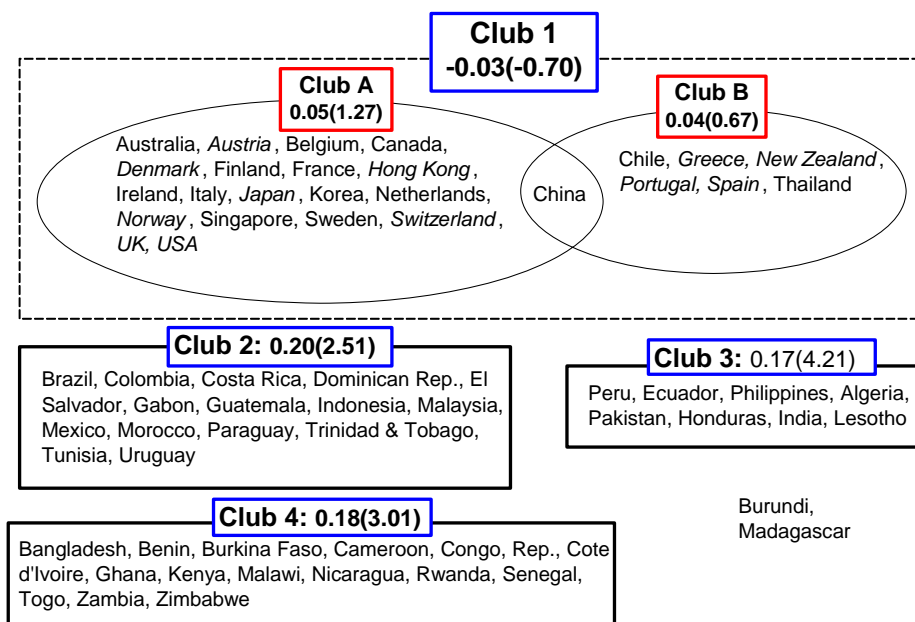 Club 1
-0.03(-0.70)
Club A
0.05(1.27)
Club B
0.04(0.67)
Australia, Austria, Belgium, Canada,
Denmark, Finland, France, Hong Kong,
Ireland, Italy, Japan, Korea, Netherlands,
Norway, Singapore, Sweden, Switzerland,
UK, USA
China
Chile, Greece, New Zealand,
Portugal, Spain, Thailand
Club 2: 0.20(2.51)
Brazil, Colombia, Costa Rica, Dominican Rep., El
Salvador, Gabon, Guatemala, Indonesia, Malaysia,
Mexico, Morocco, Paraguay, Trinidad & Tobago,
Tunisia, Uruguay
Club 3: 0.17(4.21)
Peru, Ecuador, Philippines, Algeria,
Pakistan, Honduras, India, Lesotho
Club 4: 0.18(3.01)
Bangladesh, Benin, Burkina Faso, Cameroon, Congo, Rep., Cote
d'Ivoire, Ghana, Kenya, Malawi, Nicaragua, Rwanda, Senegal,
Togo, Zambia, Zimbabwe
Burundi,
Madagascar